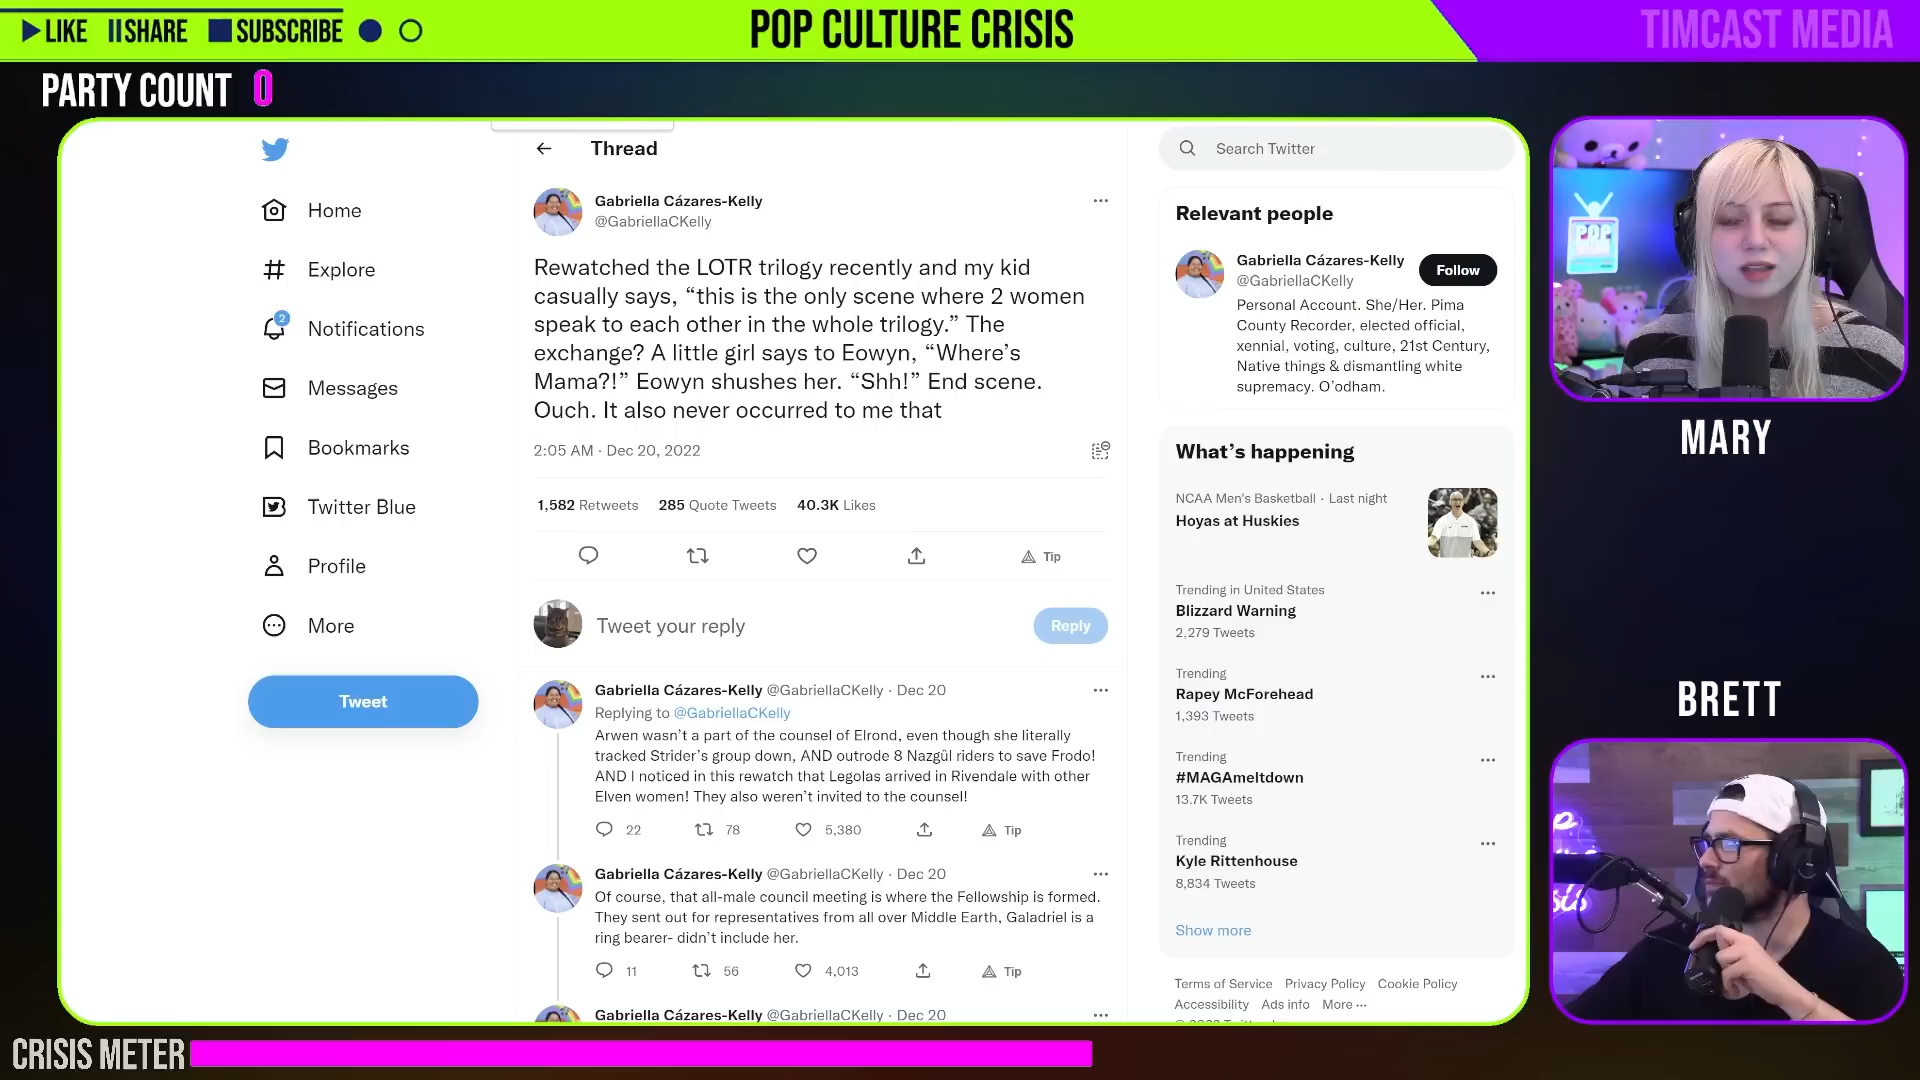 LIKE SHARE SUBSCRIBE
POP CULTURE CRISIS
TIMCAST MEDIA
PARTY COUNT 0
Home
Explore
2
Notifications
Messages
Bookmarks
Twitter Blue
Profile
More
Tweet
Thread
Gabriella Cázares-Kelly
@GabriellaCKelly
Rewatched the LOTR trilogy recently and my kid
casually says, “this is the only scene where 2 women
speak to each other in the whole trilogy.” The
exchange? A little girl says to Eowyn, “Where’s
Mama?!” Eowyn shushes her. “Shh!” End scene.
Ouch. It also never occurred to me that
2:05 AM · Dec 20, 2022
1,582 Retweets 285 Quote Tweets 40.3K Likes
Tip
Tweet your reply
Reply
Gabriella Cázares-Kelly @GabriellaCKelly · Dec 20
Replying to @GabriellaCKelly
Arwen wasn’t a part of the counsel of Elrond, even though she literally
tracked Strider’s group down, AND outrode 8 Nazgûl riders to save Frodo!
AND I noticed in this rewatch that Legolas arrived in Rivendale with other
Elven women! They also weren’t invited to the counsel!
22 78 5,380 Tip
Gabriella Cázares-Kelly @GabriellaCKelly · Dec 20
Of course, that all-male council meeting is where the Fellowship is formed.
They sent out for representatives from all over Middle Earth, Galadriel is a
ring bearer- didn’t include her.
11 56 4,013 Tip
Gabriella Cázares-Kelly @GabriellaCKelly · Dec 20
Search Twitter
Relevant people
Gabriella Cázares-Kelly
@GabriellaCKelly
Follow
Personal Account. She/Her. Pima
County Recorder, elected official,
xennial, voting, culture, 21st Century,
Native things & dismantling white
supremacy. O’odham.
What’s happening
NCAA Men's Basketball · Last night
Hoyas at Huskies
Trending in United States
Blizzard Warning
2,279 Tweets
Trending
Rapey McForehead
1,393 Tweets
Trending
#MAGAmeltdown
13.7K Tweets
Trending
Kyle Rittenhouse
8,834 Tweets
Show more
Terms of Service Privacy Policy Cookie Policy
Accessibility Ads info More ···
POP
MARY
BRETT
CRISIS METER